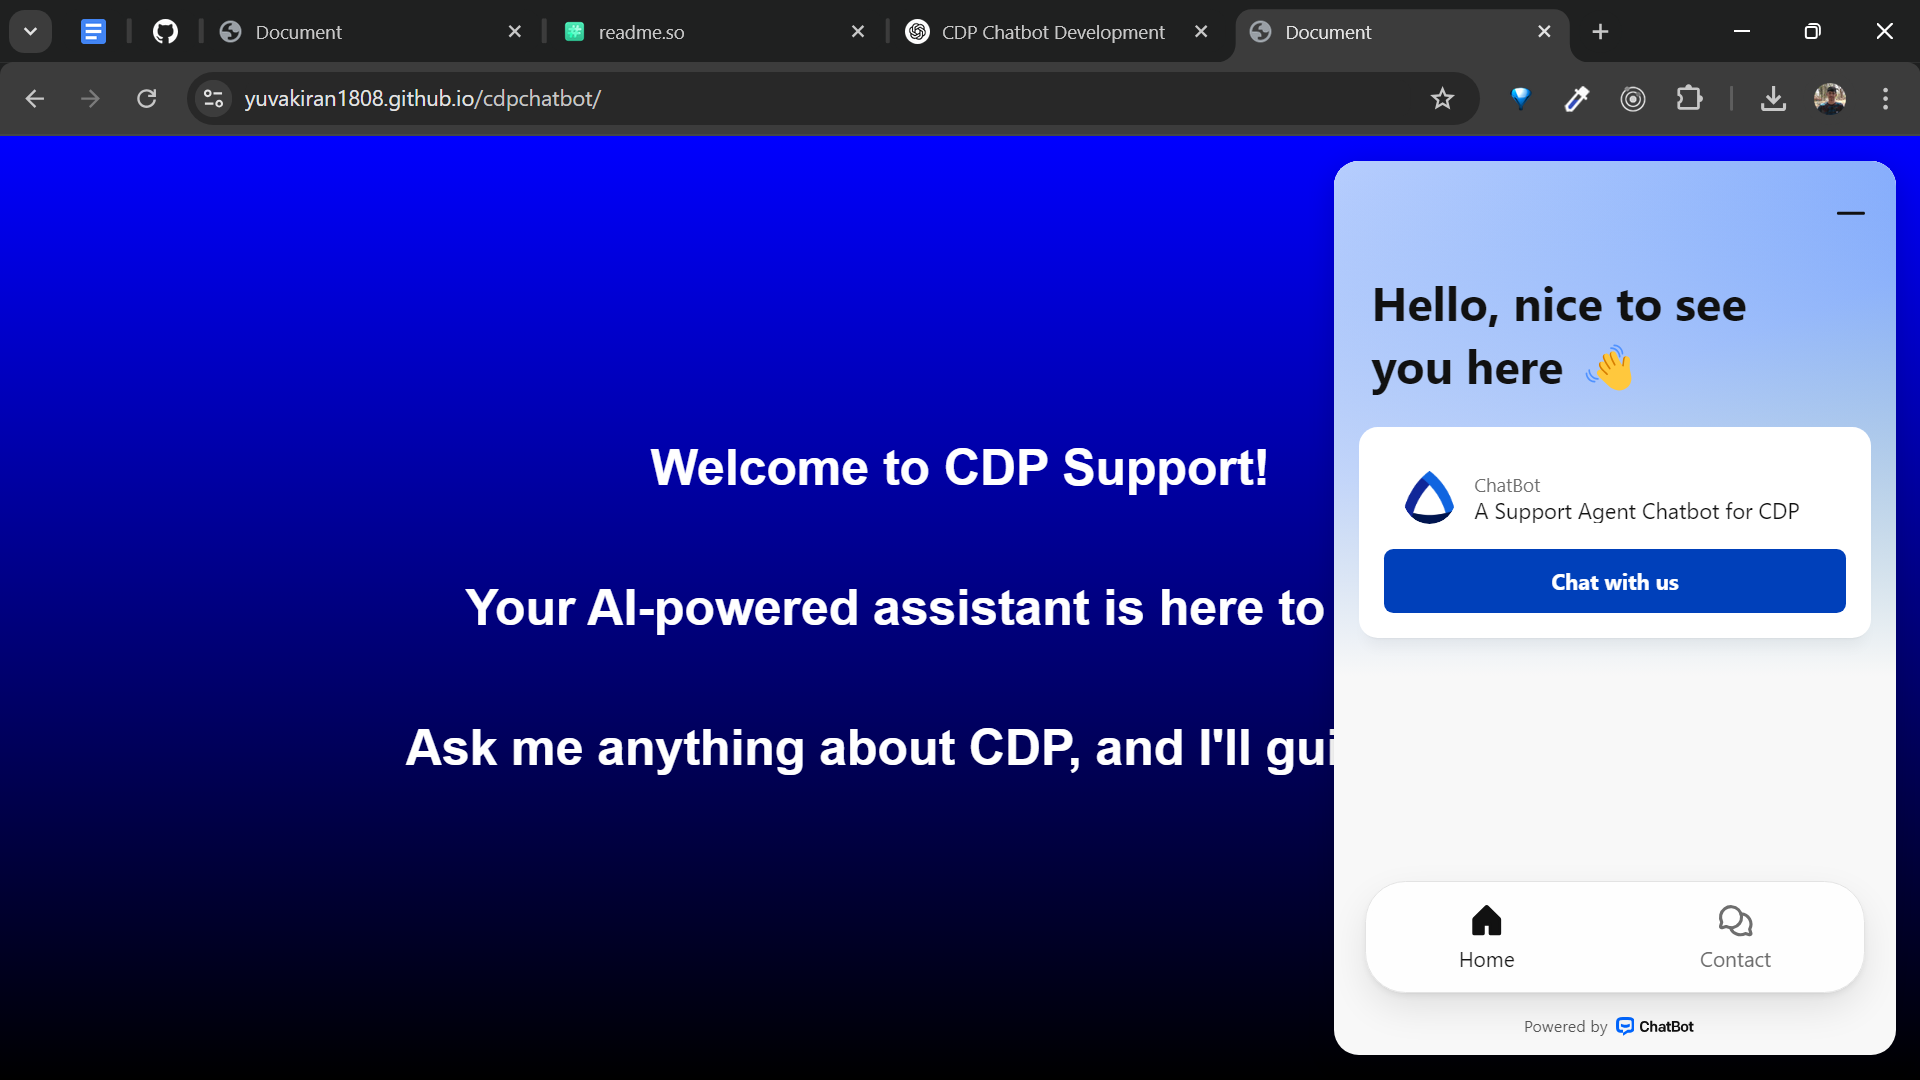 Document
readme.so
CDP Chatbot Development
Document
yuvakiran1808.github.io/cdpchatbot/
Welcome to CDP Support!
Your AI-powered assistant is here to
Ask me anything about CDP, and I'll gui
Hello, nice to see
you here 👋
ChatBot
A Support Agent Chatbot for CDP
Chat with us
Home
Contact
Powered by ChatBot